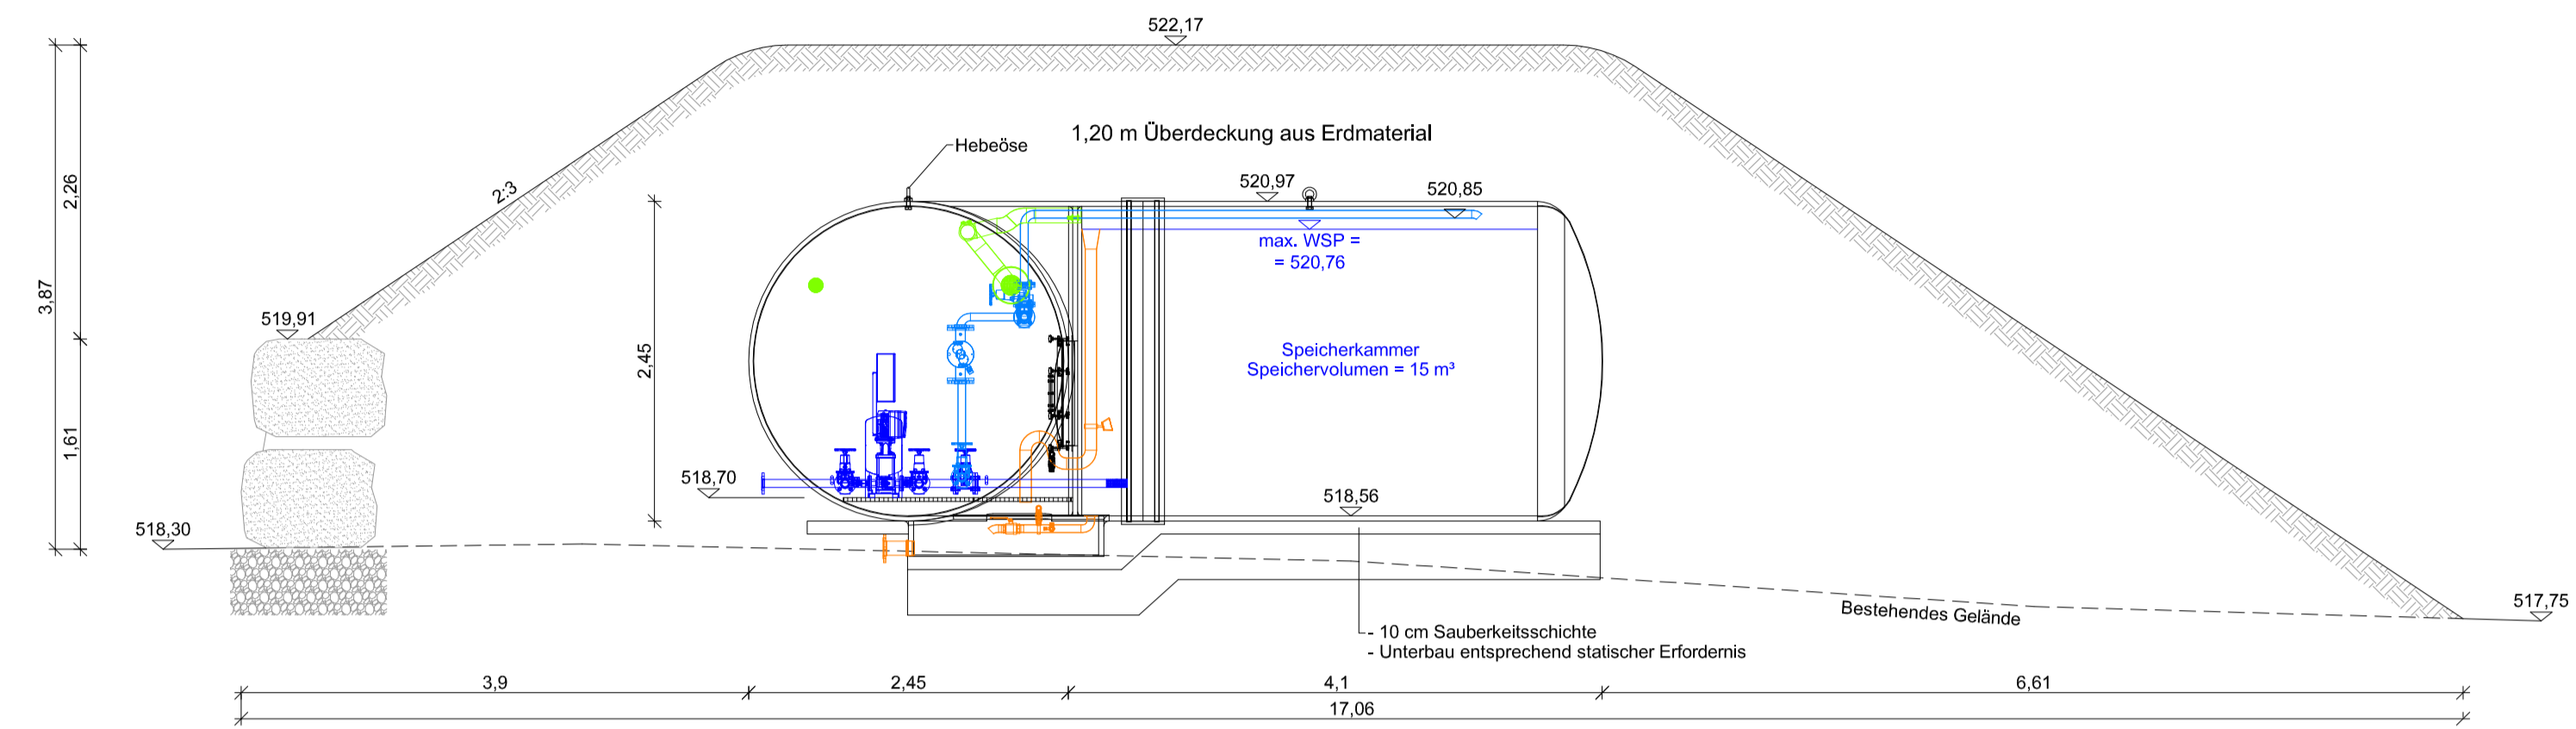 522,17
1,20 m Überdeckung aus Erdmaterial
Hebeöse
2:3
520,97
520,85
max. WSP =
= 520,76
2,26
3,87
1,61
519,91
2,45
Speicherkammer
Speichervolumen = 15 m³
518,70
518,56
518,30
517,75
Bestehendes Gelände
- 10 cm Sauberkeitsschichte
- Unterbau entsprechend statischer Erfordernis
3,9
2,45
4,1
6,61
17,06